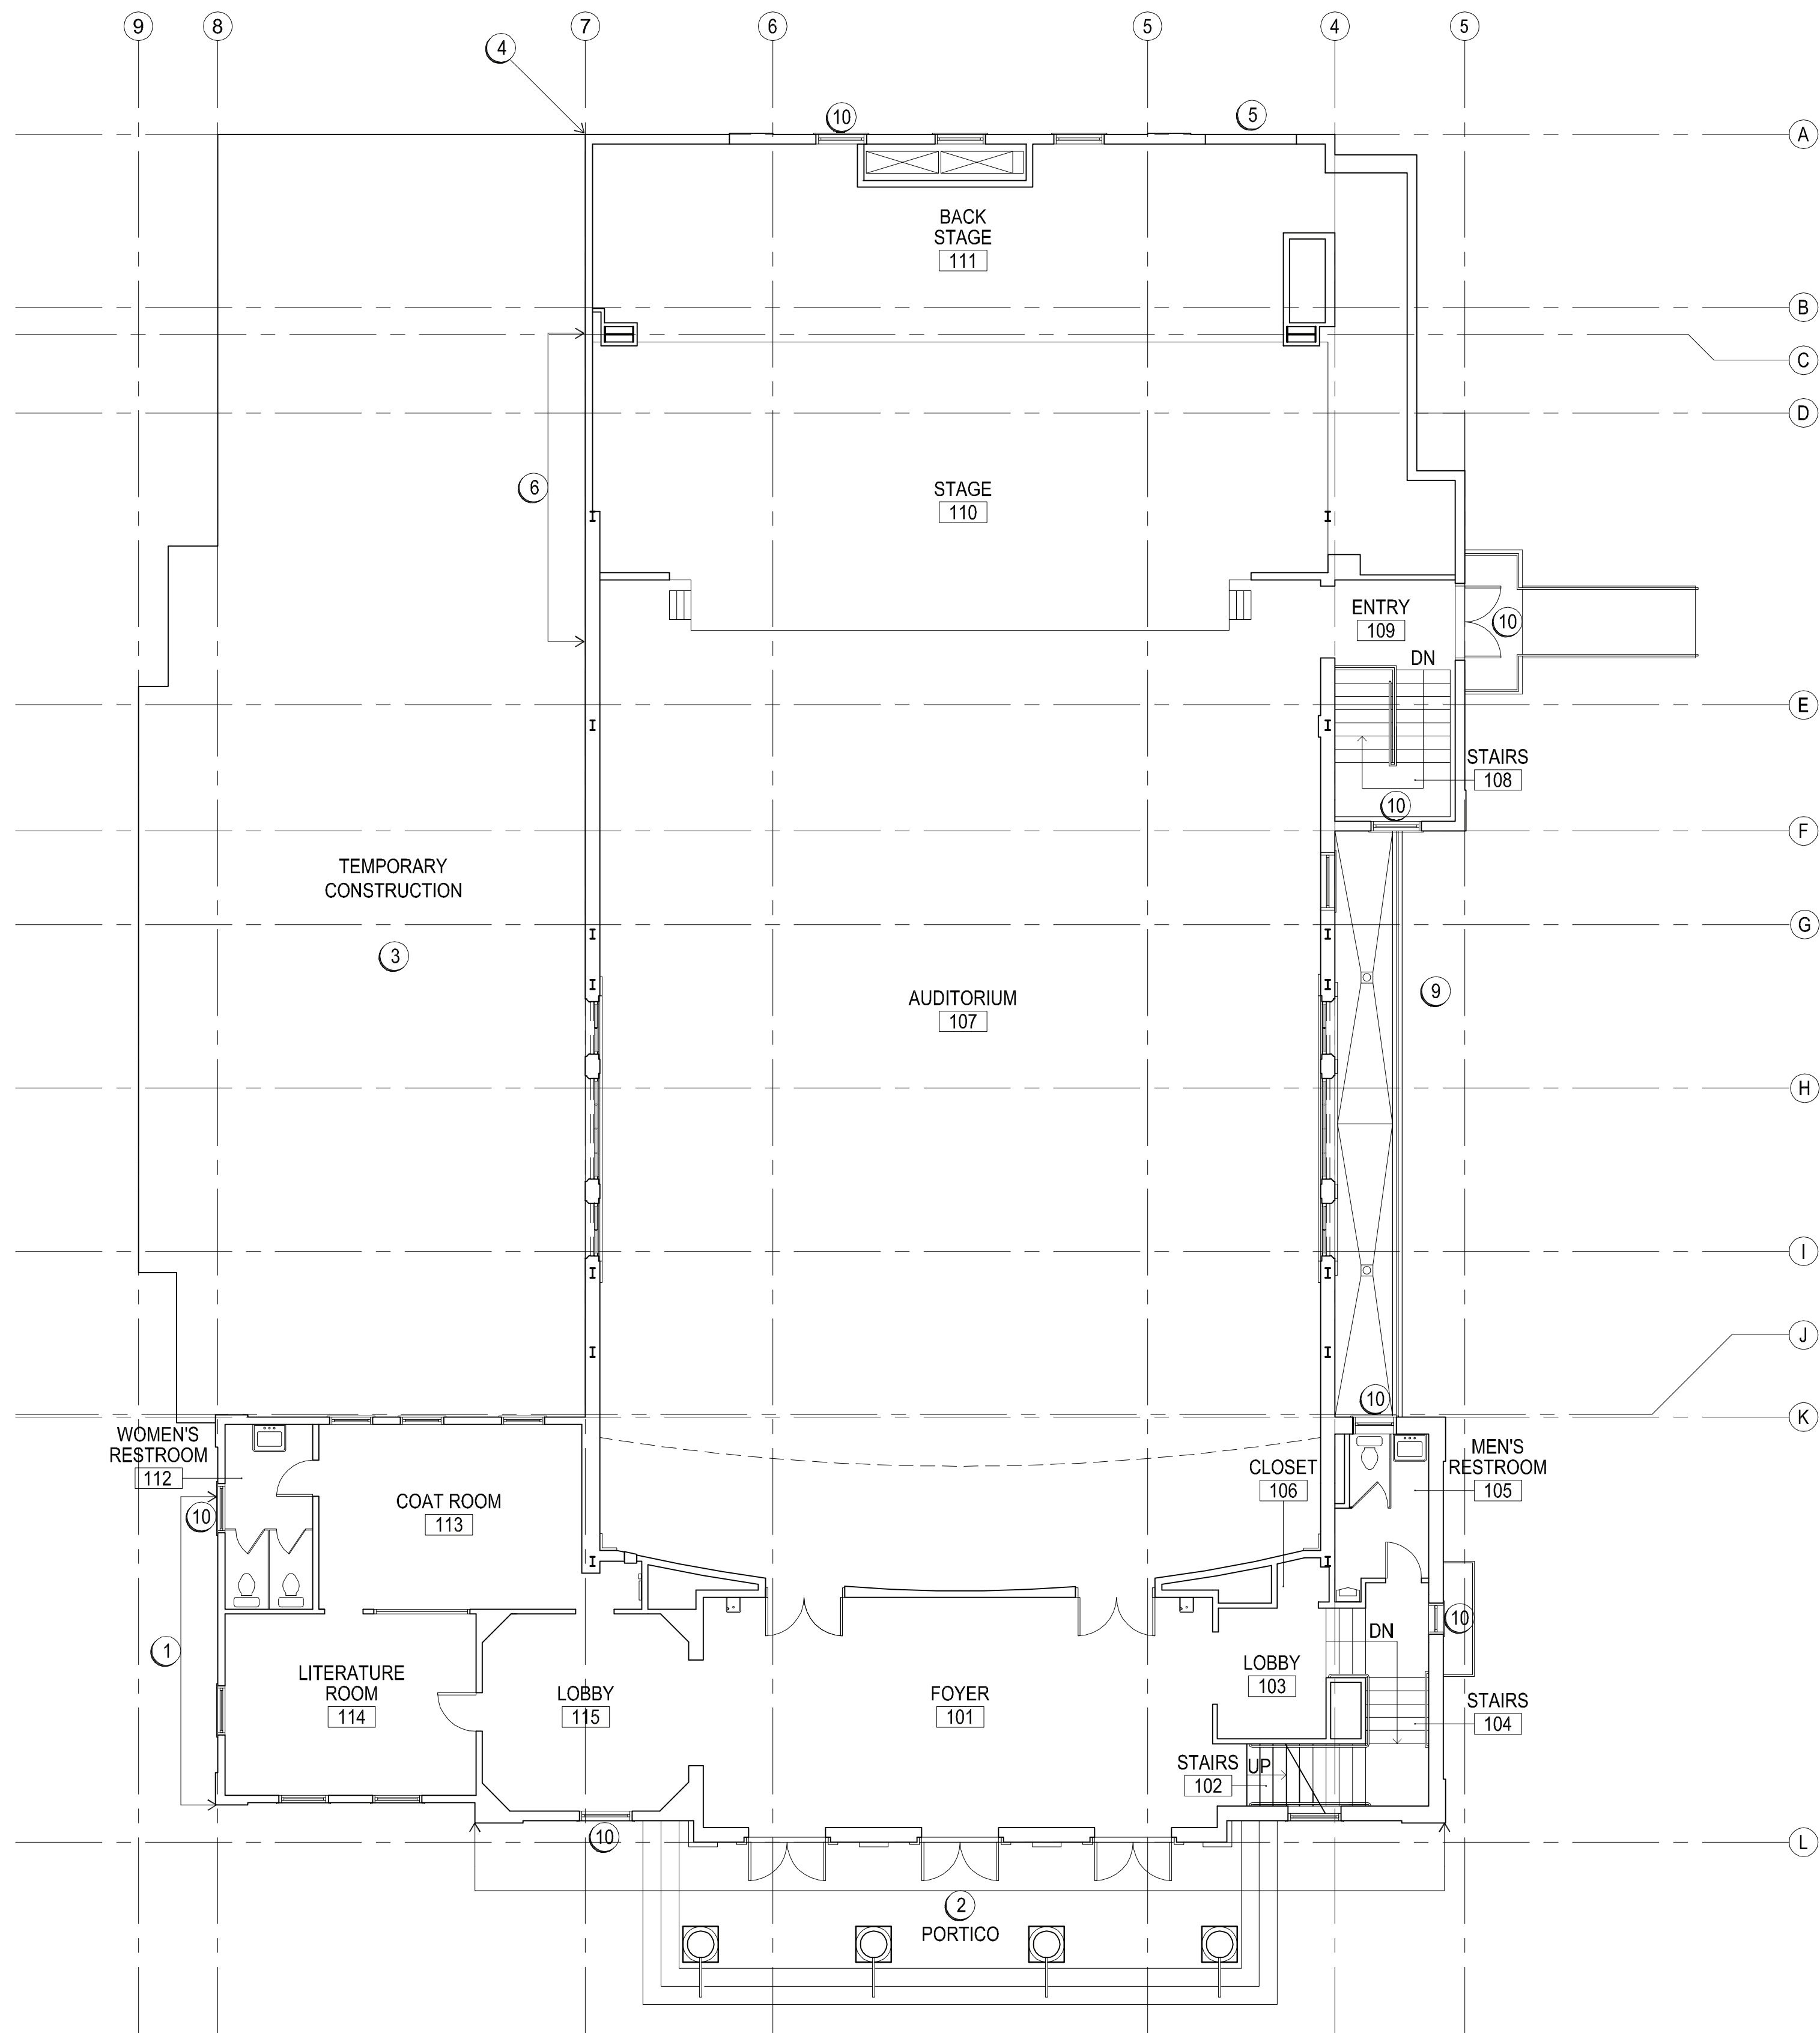 9
8
7
6
5
4
5
4
10
5
A
BACK
STAGE
111
B
C
D
6
STAGE
110
ENTRY
109
10
DN
E
STAIRS
108
10
F
TEMPORARY
CONSTRUCTION
3
G
9
AUDITORIUM
107
H
I
J
10
K
WOMEN'S
RESTROOM
112
10
COAT ROOM
113
CLOSET
106
MEN'S
RESTROOM
105
1
10
DN
LITERATURE
ROOM
114
LOBBY
115
FOYER
101
LOBBY
103
STAIRS
104
STAIRS
102
UP
10
L
2
PORTICO